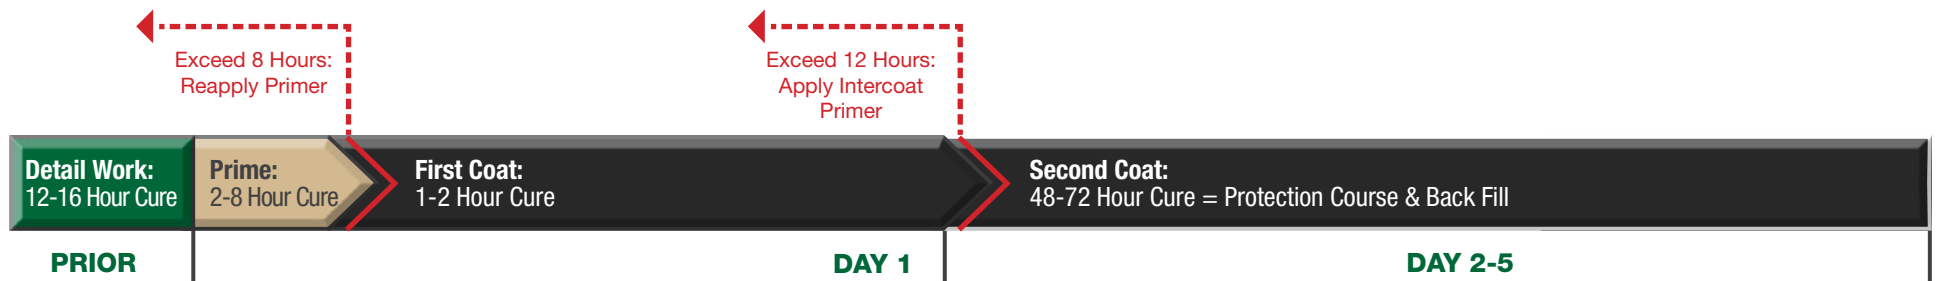 Exceed 8 Hours:
Reapply Primer
Exceed 12 Hours:
Apply Intercoat
Primer
Detail Work:
12-16 Hour Cure
Prime:
2-8 Hour Cure
First Coat:
1-2 Hour Cure
Second Coat:
48-72 Hour Cure = Protection Course & Back Fill
PRIOR
DAY 1
DAY 2-5